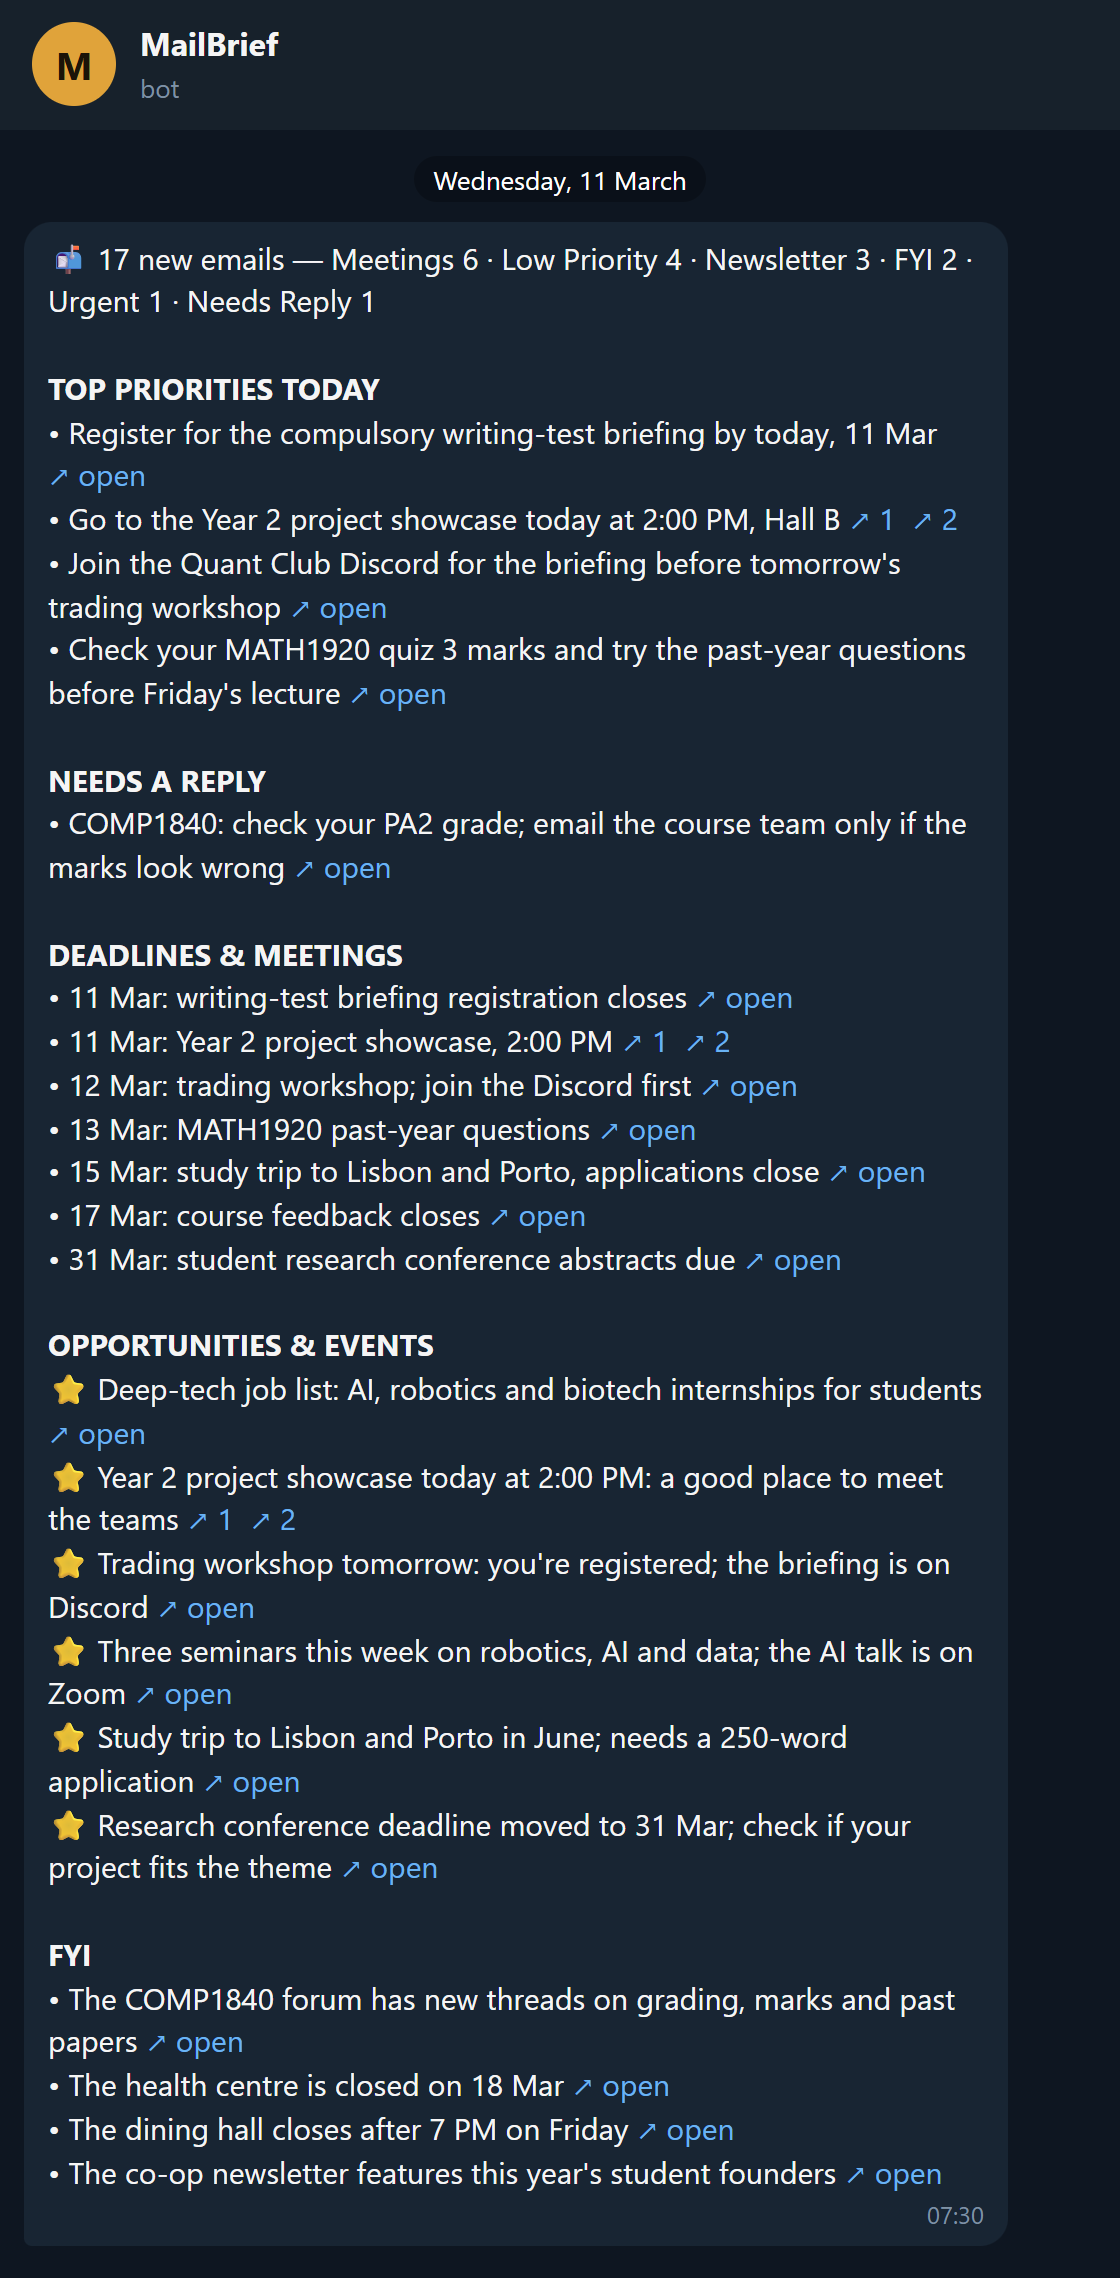 M
MailBrief
bot
Wednesday, 11 March
📬 17 new emails — Meetings 6 · Low Priority 4 · Newsletter 3 · FYI 2 ·
Urgent 1 · Needs Reply 1
TOP PRIORITIES TODAY
• Register for the compulsory writing-test briefing by today, 11 Mar
↗ open
• Go to the Year 2 project showcase today at 2:00 PM, Hall B ↗ 1 ↗ 2
• Join the Quant Club Discord for the briefing before tomorrow's
trading workshop ↗ open
• Check your MATH1920 quiz 3 marks and try the past-year questions
before Friday's lecture ↗ open
NEEDS A REPLY
• COMP1840: check your PA2 grade; email the course team only if the
marks look wrong ↗ open
DEADLINES & MEETINGS
• 11 Mar: writing-test briefing registration closes ↗ open
• 11 Mar: Year 2 project showcase, 2:00 PM ↗ 1 ↗ 2
• 12 Mar: trading workshop; join the Discord first ↗ open
• 13 Mar: MATH1920 past-year questions ↗ open
• 15 Mar: study trip to Lisbon and Porto, applications close ↗ open
• 17 Mar: course feedback closes ↗ open
• 31 Mar: student research conference abstracts due ↗ open
OPPORTUNITIES & EVENTS
⭐ Deep-tech job list: AI, robotics and biotech internships for students
↗ open
⭐ Year 2 project showcase today at 2:00 PM: a good place to meet
the teams ↗ 1 ↗ 2
⭐ Trading workshop tomorrow: you're registered; the briefing is on
Discord ↗ open
⭐ Three seminars this week on robotics, AI and data; the AI talk is on
Zoom ↗ open
⭐ Study trip to Lisbon and Porto in June; needs a 250-word
application ↗ open
⭐ Research conference deadline moved to 31 Mar; check if your
project fits the theme ↗ open
FYI
• The COMP1840 forum has new threads on grading, marks and past
papers ↗ open
• The health centre is closed on 18 Mar ↗ open
• The dining hall closes after 7 PM on Friday ↗ open
• The co-op newsletter features this year's student founders ↗ open
07:30